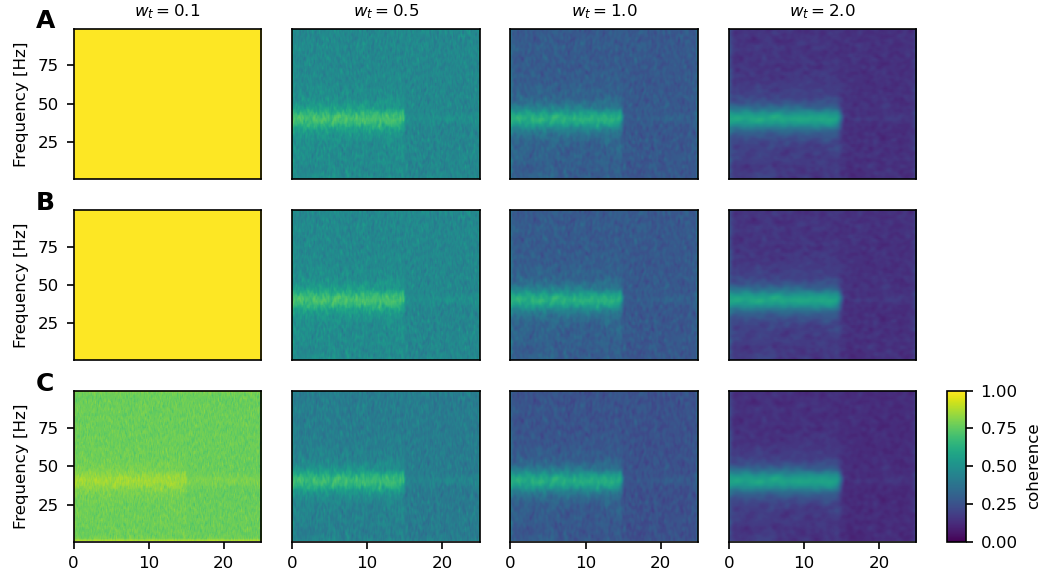 A
w_t = 0.1
w_t = 0.5
w_t = 1.0
w_t = 2.0
Frequency [Hz]
75
50
25
B
Frequency [Hz]
75
50
25
C
Frequency [Hz]
75
50
25
0 10 20
0 10 20
0 10 20
0 10 20
1.00
0.75
0.50
0.25
0.00
coherence